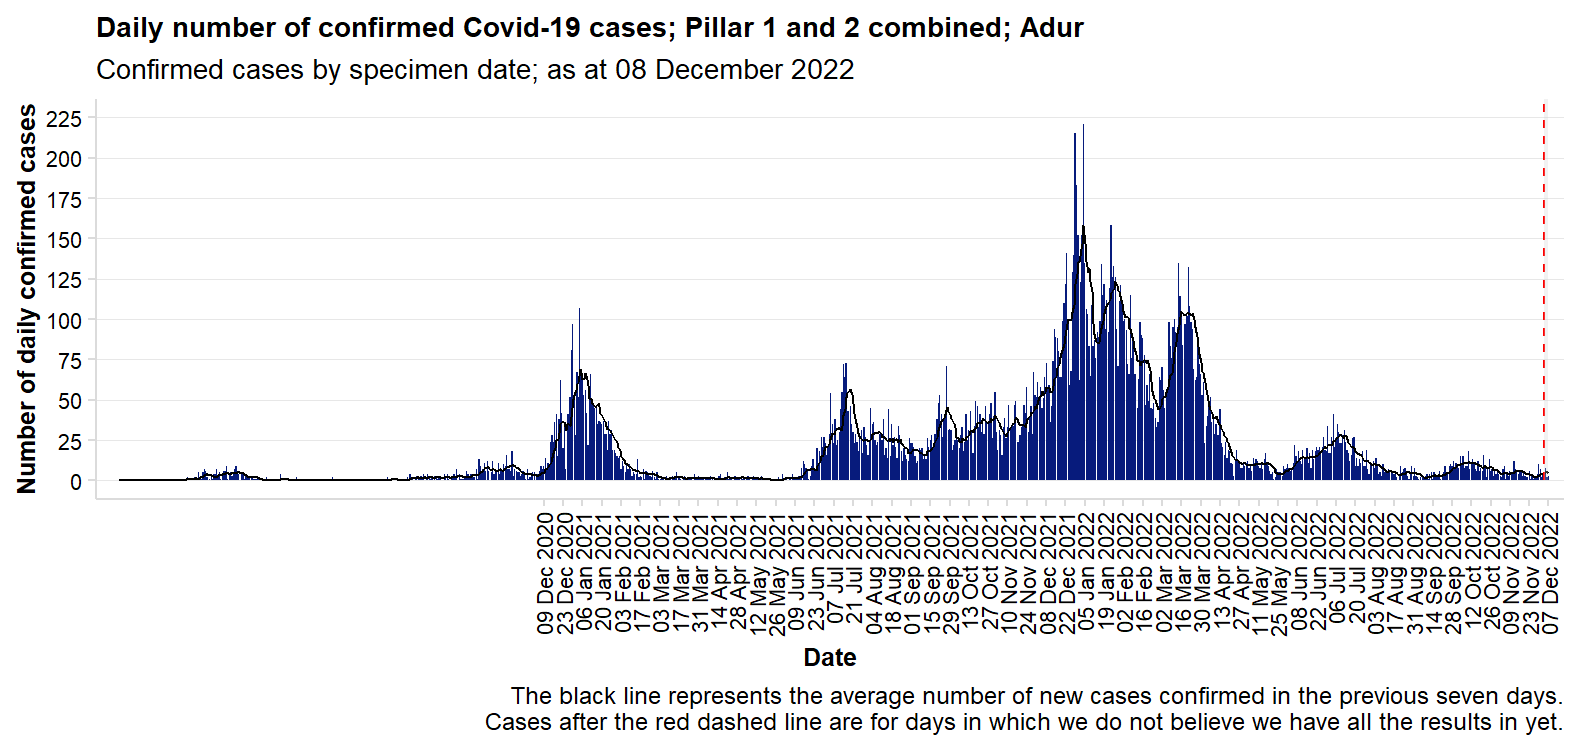 Daily number of confirmed Covid-19 cases; Pillar 1 and 2 combined; Adur
Confirmed cases by specimen date; as at 08 December 2022
Number of daily confirmed cases
225
200
175
150
125
100
75
50
25
0
09 Dec 2020
23 Dec 2020
06 Jan 2021
20 Jan 2021
03 Feb 2021
17 Feb 2021
03 Mar 2021
17 Mar 2021
31 Mar 2021
14 Apr 2021
28 Apr 2021
12 May 2021
26 May 2021
09 Jun 2021
23 Jun 2021
07 Jul 2021
21 Jul 2021
04 Aug 2021
18 Aug 2021
01 Sep 2021
15 Sep 2021
29 Sep 2021
13 Oct 2021
27 Oct 2021
10 Nov 2021
24 Nov 2021
08 Dec 2021
22 Dec 2021
05 Jan 2022
19 Jan 2022
02 Feb 2022
16 Feb 2022
02 Mar 2022
16 Mar 2022
30 Mar 2022
13 Apr 2022
27 Apr 2022
11 May 2022
25 May 2022
08 Jun 2022
22 Jun 2022
06 Jul 2022
20 Jul 2022
03 Aug 2022
17 Aug 2022
31 Aug 2022
14 Sep 2022
28 Sep 2022
12 Oct 2022
26 Oct 2022
09 Nov 2022
23 Nov 2022
07 Dec 2022
Date
The black line represents the average number of new cases confirmed in the previous seven days.
Cases after the red dashed line are for days in which we do not believe we have all the results in yet.